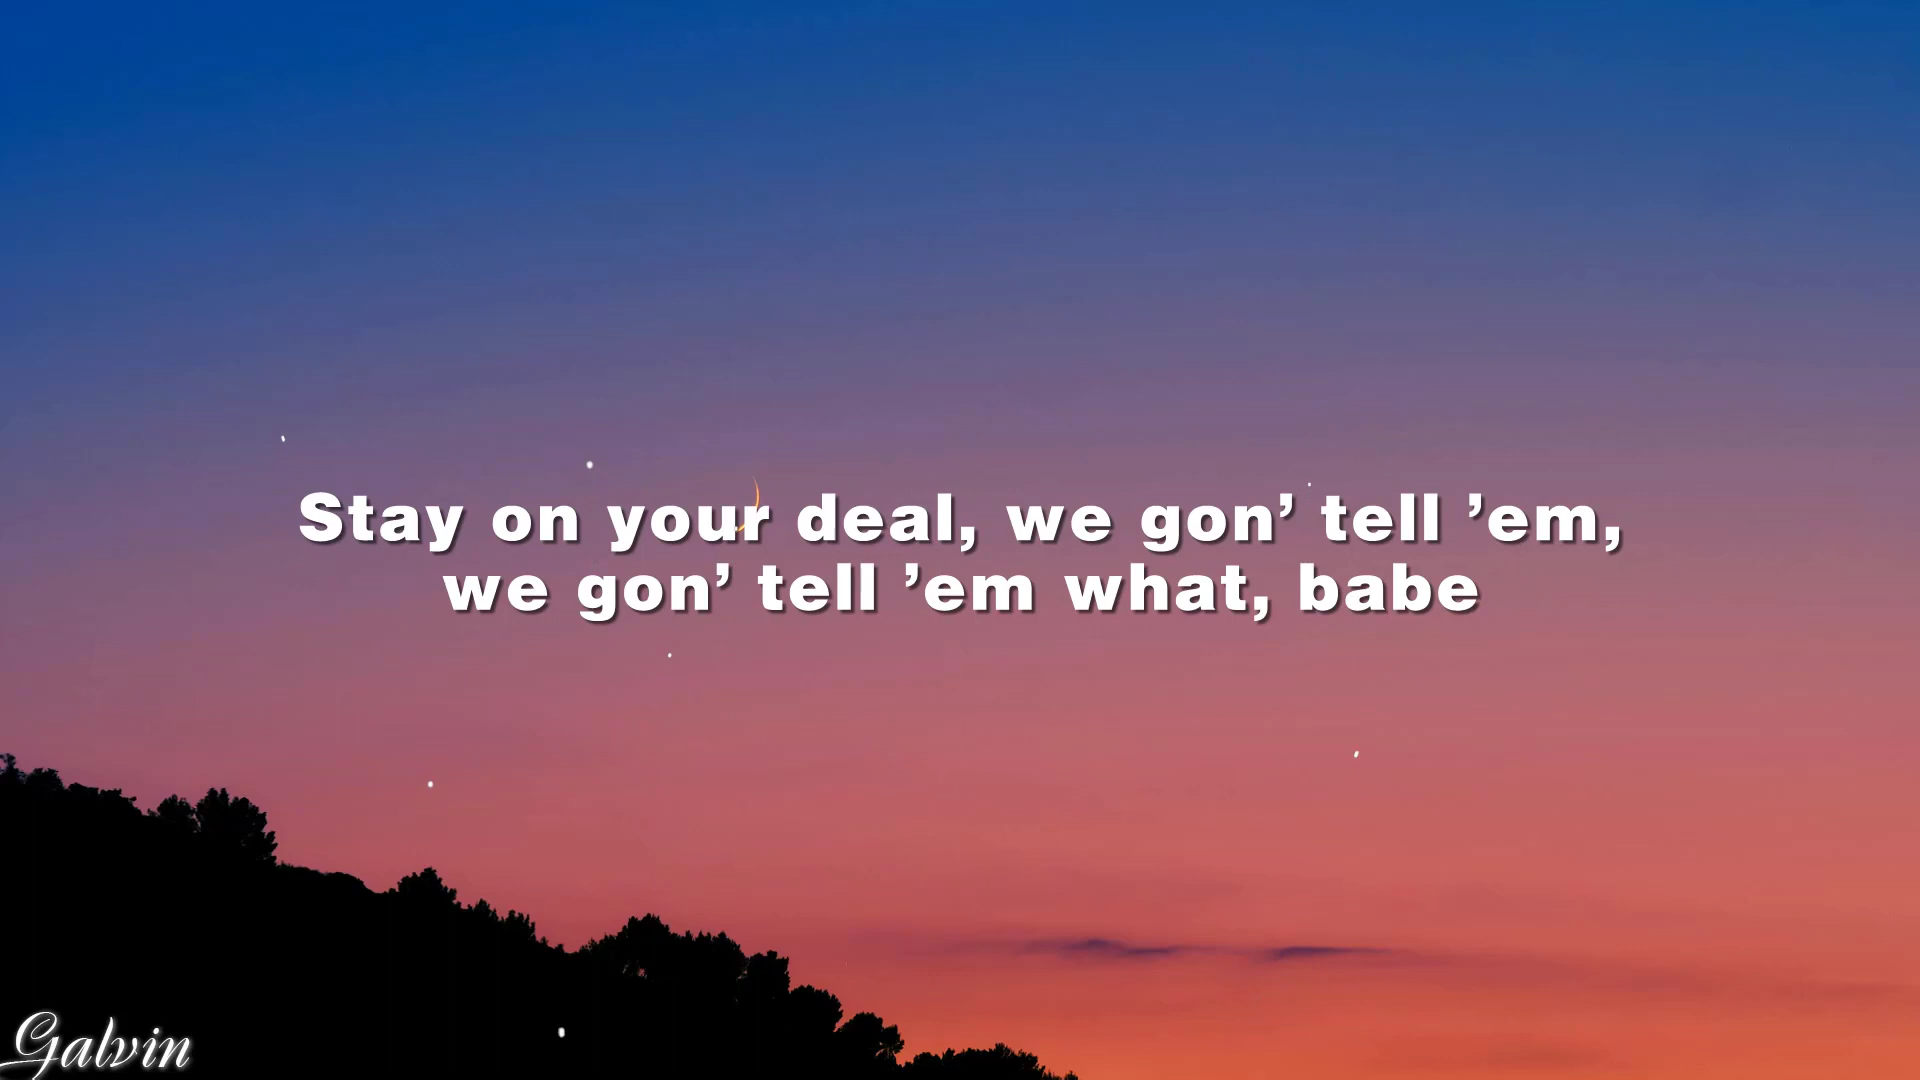 Stay on your deal, we gon’ tell ’em,
we gon’ tell ’em what, babe
Galvin